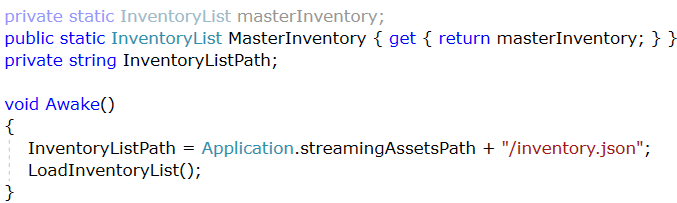 private static InventoryList masterInventory;
public static InventoryList MasterInventory { get { return masterInventory; } }
private string InventoryListPath;

void Awake()
{
    InventoryListPath = Application.streamingAssetsPath + "/inventory.json";
    LoadInventoryList();
}